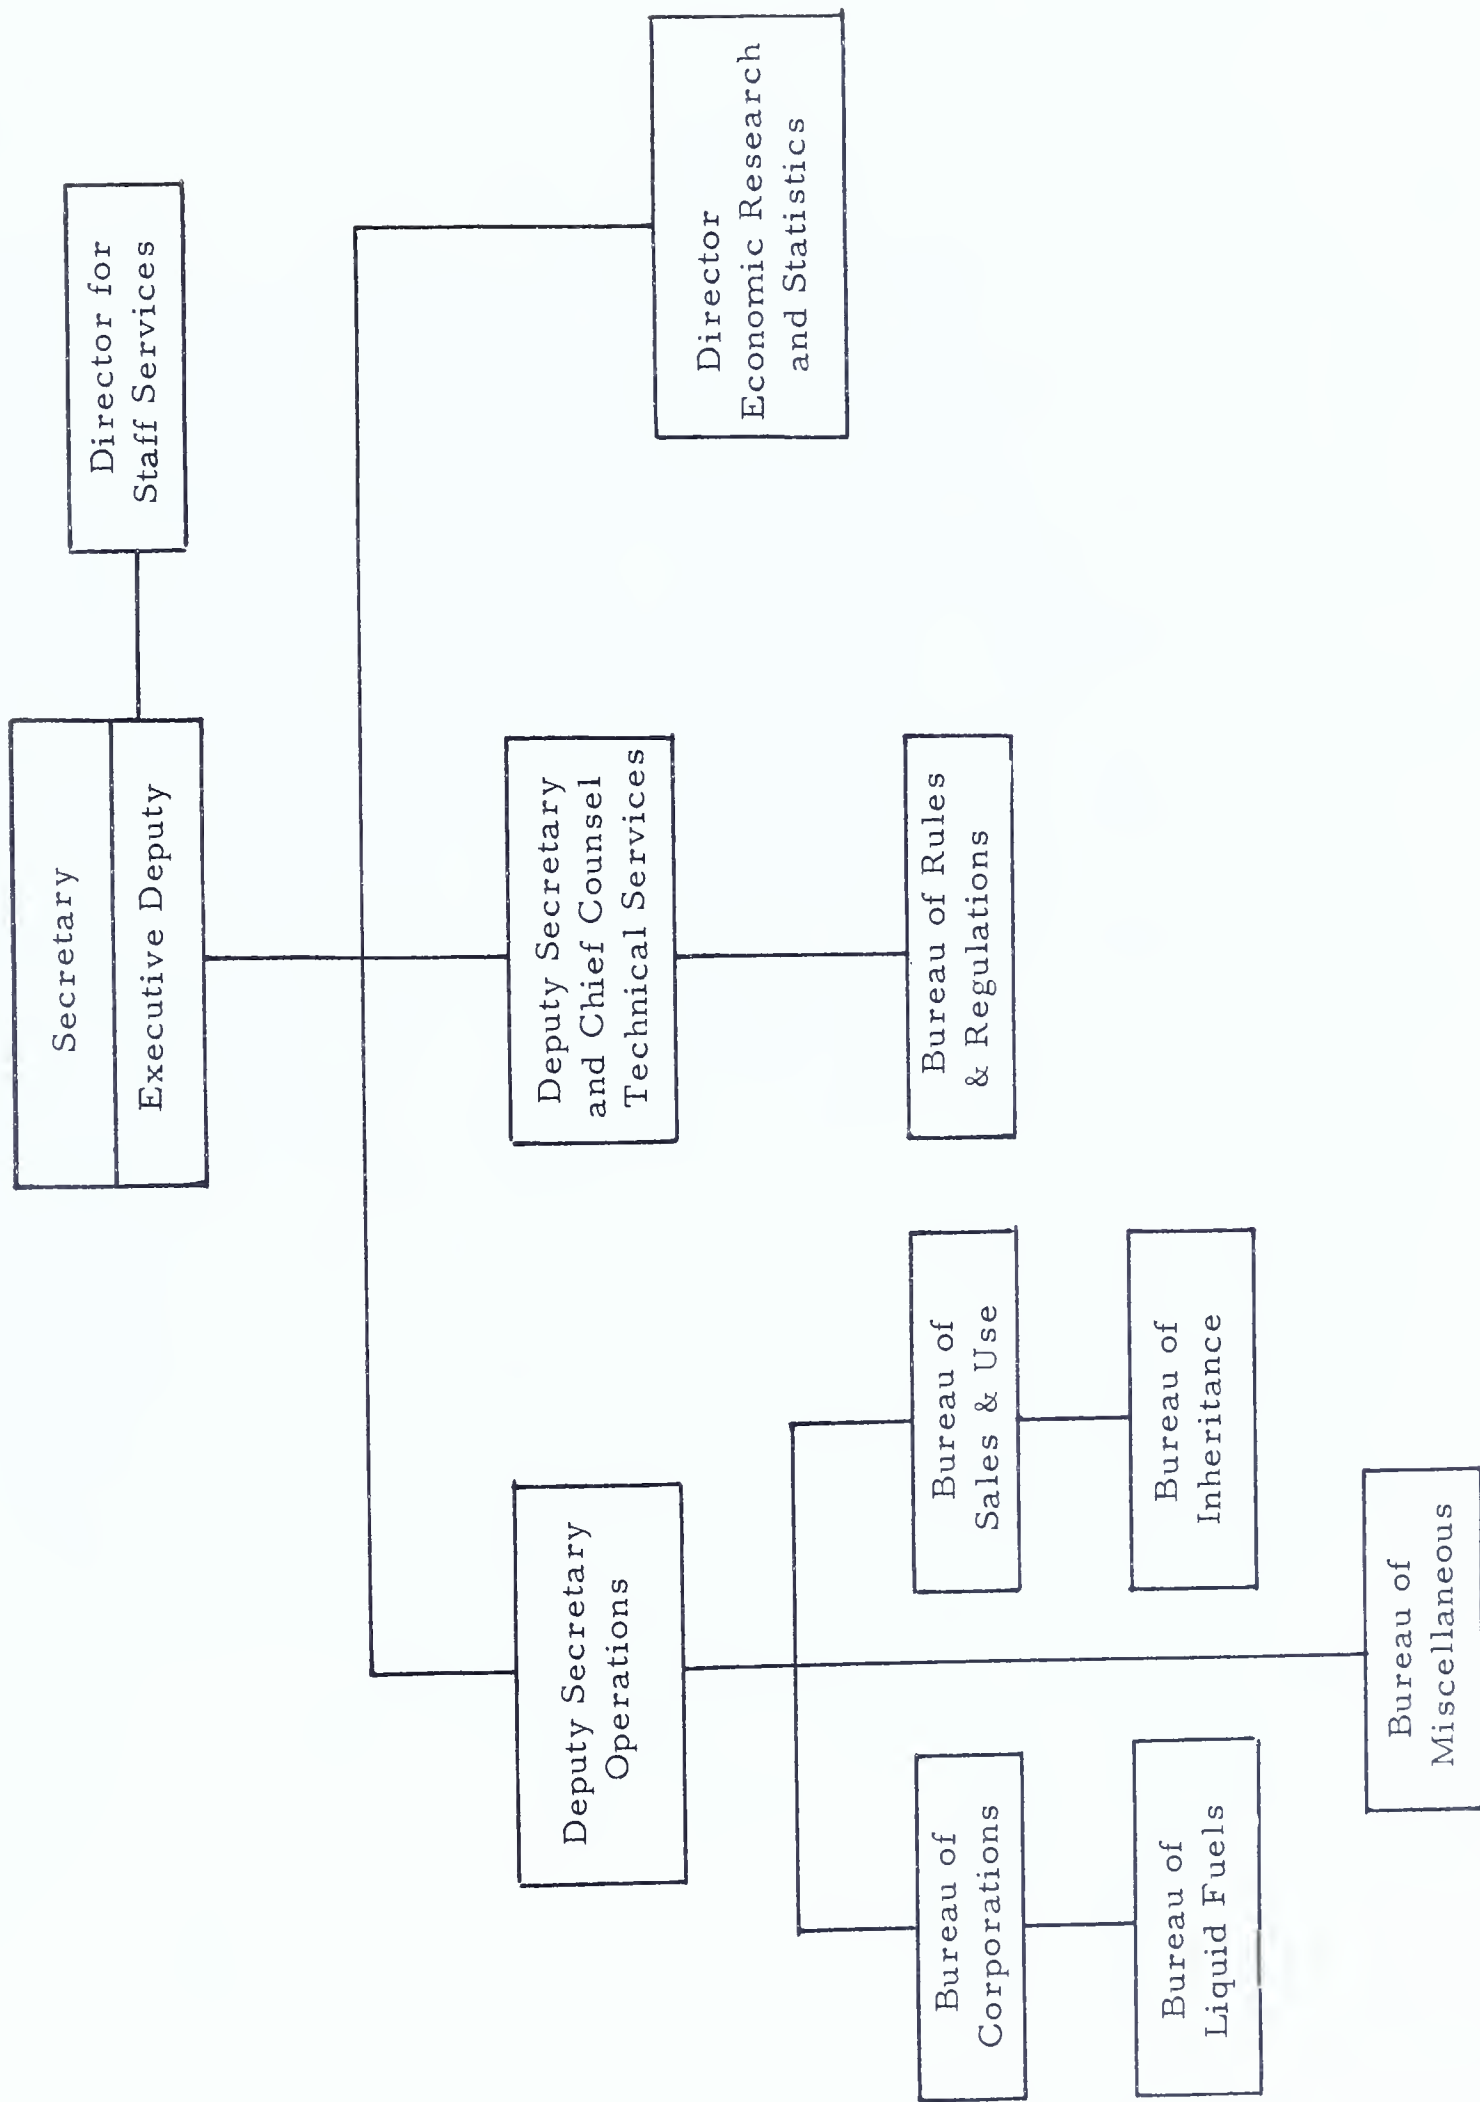 Secretary
Executive Deputy
Director for
Staff Services
Deputy Secretary
Operations
Deputy Secretary
and Chief Counsel
Technical Services
Director
Economic Research
and Statistics
Bureau of
Corporations
Bureau of
Sales & Use
Bureau of Rules
& Regulations
Bureau of
Liquid Fuels
Bureau of
Inheritance
Bureau of
Miscellaneous